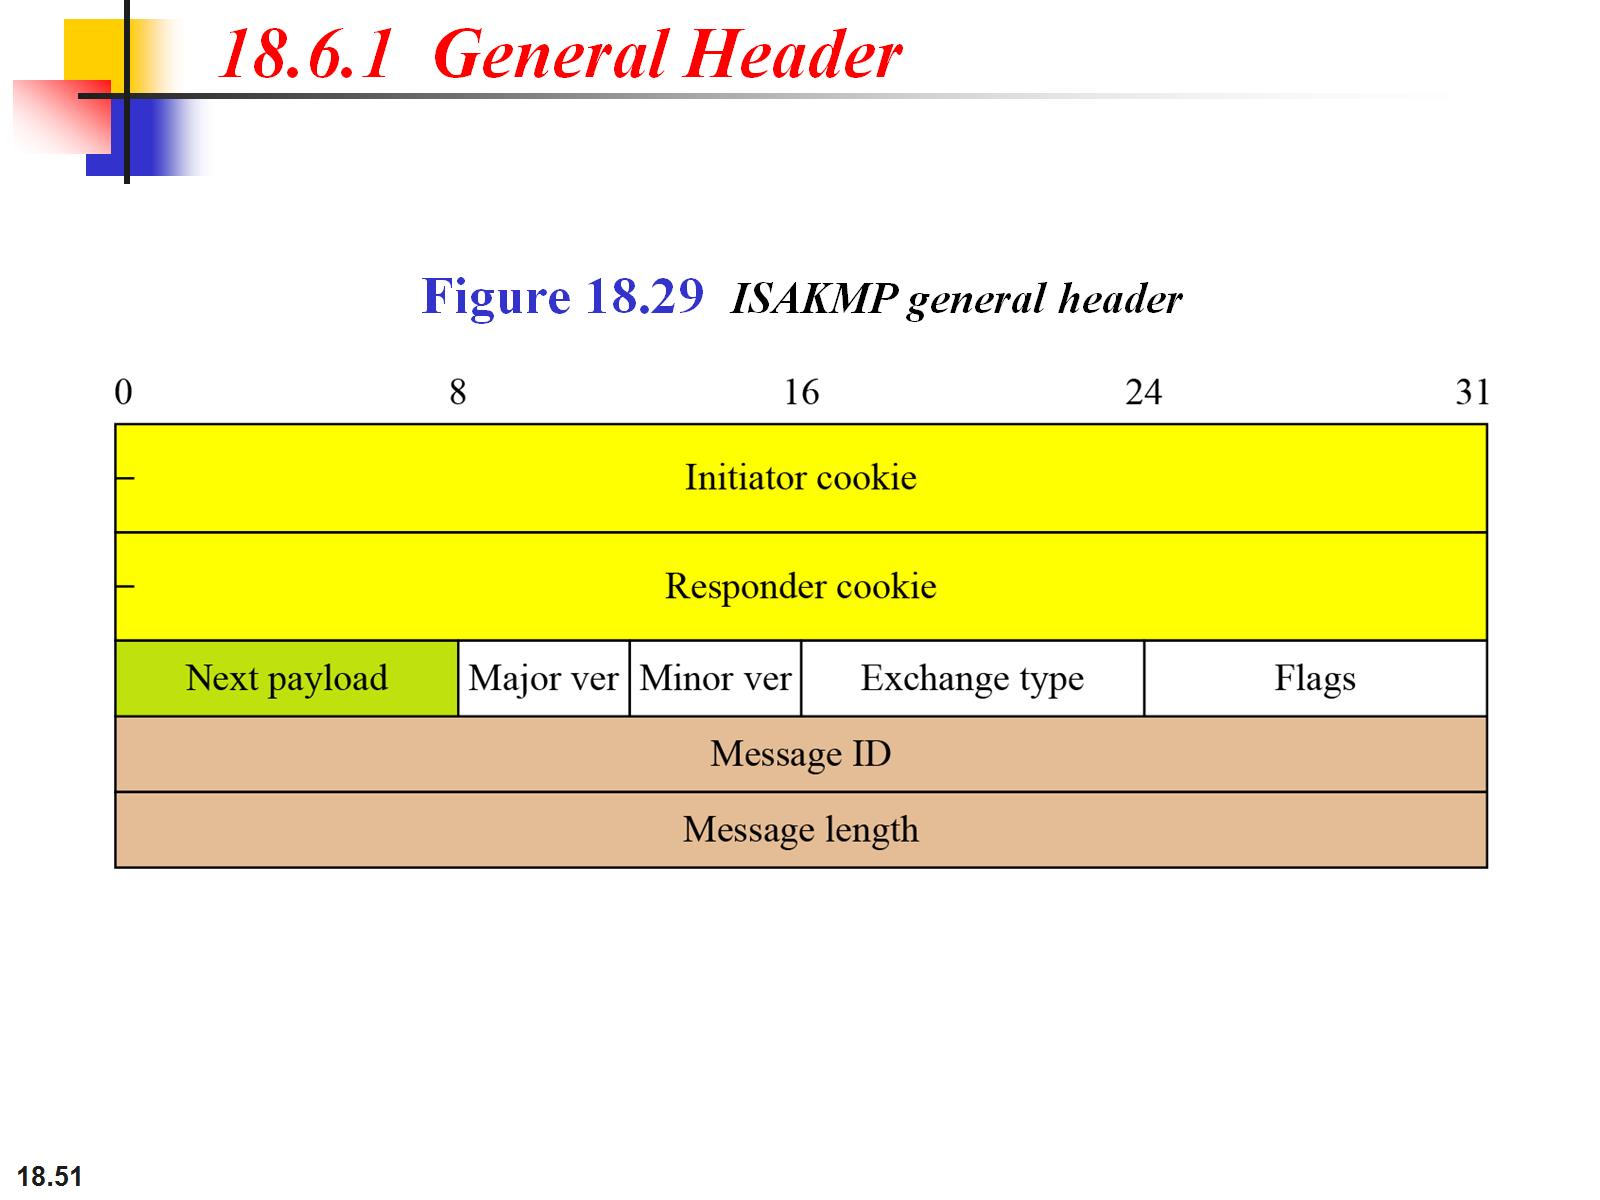 18.6.1 General Header
Figure 18.29 ISAKMP general header
0 8 16 24 31
Initiator cookie
Responder cookie
Next payload Major ver Minor ver Exchange type Flags
Message ID
Message length
18.51